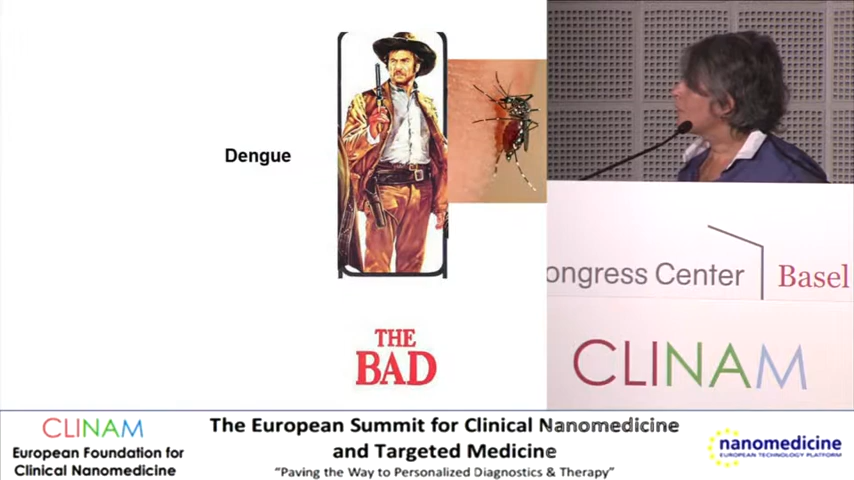 Dengue
THE
BAD
ongress Center
Basel
CLINAM
CLINAM
European Foundation for
Clinical Nanomedicine
The European Summit for Clinical Nanomedicine
and Targeted Medicine
"Paving the Way to Personalized Diagnostics & Therapy"
nanomedicine
EUROPEAN TECHNOLOGY PLATFORM